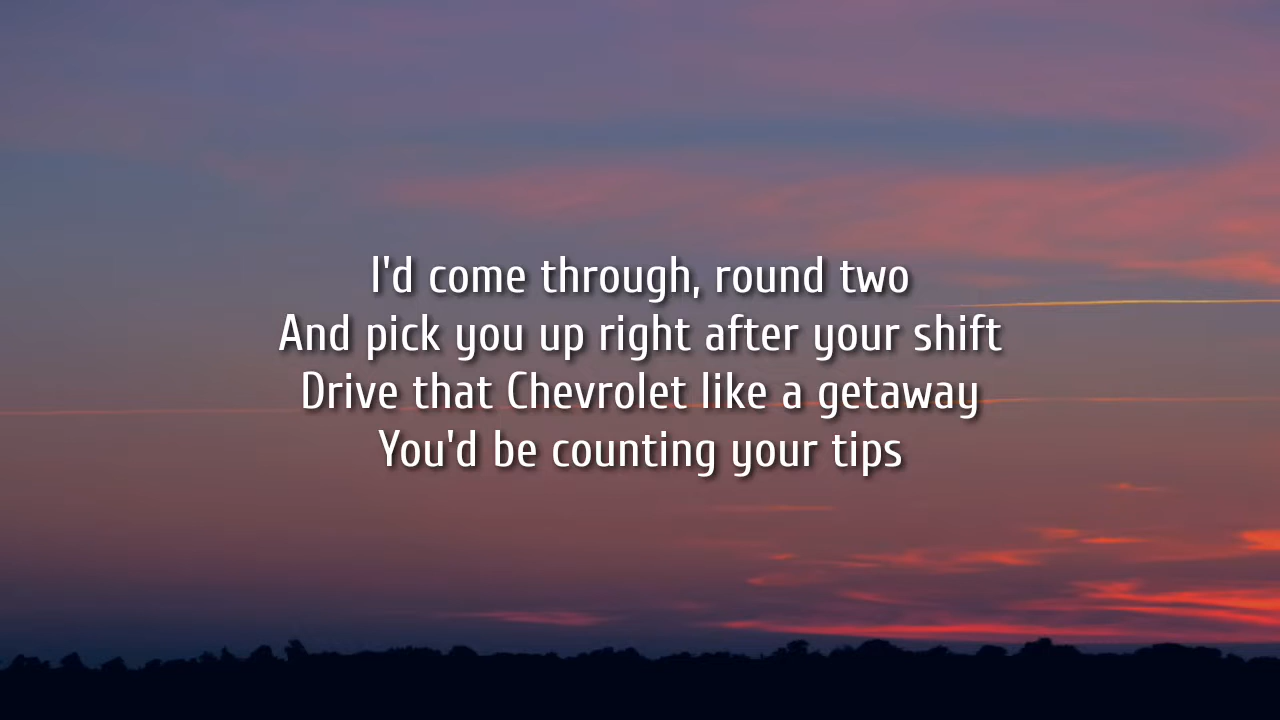 I'd come through, round two
And pick you up right after your shift
Drive that Chevrolet like a getaway
You'd be counting your tips